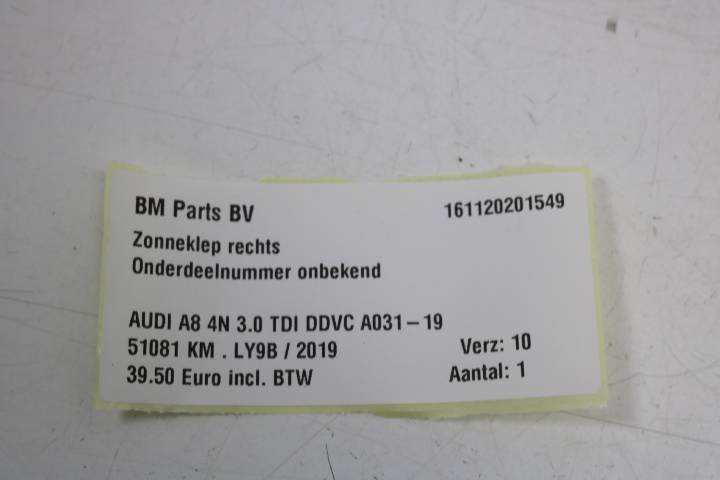 BM Parts BV 161120201549
Zonneklep rechts
Onderdeelnummer onbekend
AUDI A8 4N 3.0 TDI DDVC A031-19
51081 KM . LY9B / 2019 Verz: 10
39.50 Euro incl. BTW Aantal: 1